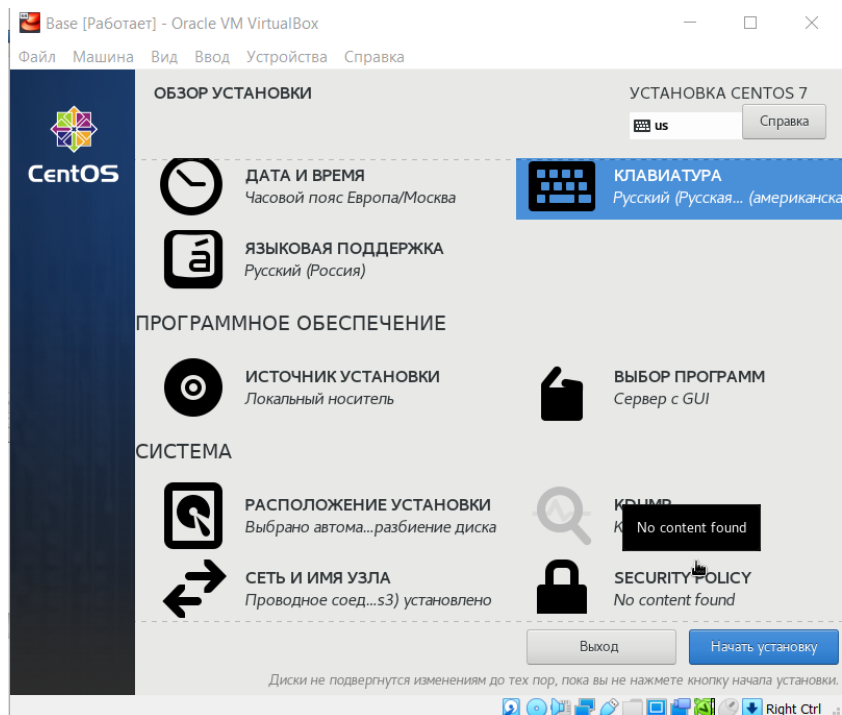 Base [Работает] - Oracle VM VirtualBox
Файл Машина Вид Ввод Устройства Справка
CentOS
ОБЗОР УСТАНОВКИ
УСТАНОВКА CENTOS 7
us
Справка
ДАТА И ВРЕМЯ
Часовой пояс Европа/Москва
КЛАВИАТУРА
Русский (Русская... (американска
ЯЗЫКОВАЯ ПОДДЕРЖКА
Русский (Россия)
ПРОГРАММНОЕ ОБЕСПЕЧЕНИЕ
ИСТОЧНИК УСТАНОВКИ
Локальный носитель
ВЫБОР ПРОГРАММ
Сервер с GUI
СИСТЕМА
РАСПОЛОЖЕНИЕ УСТАНОВКИ
Выбрано автома...разбиение диска
KDUMP
No content found
СЕТЬ И ИМЯ УЗЛА
Проводное соед...s3) установлено
SECURITY POLICY
No content found
Выход
Начать установку
Диски не подвергнутся изменениям до тех пор, пока вы не нажмете кнопку начала установки.
Right Ctrl